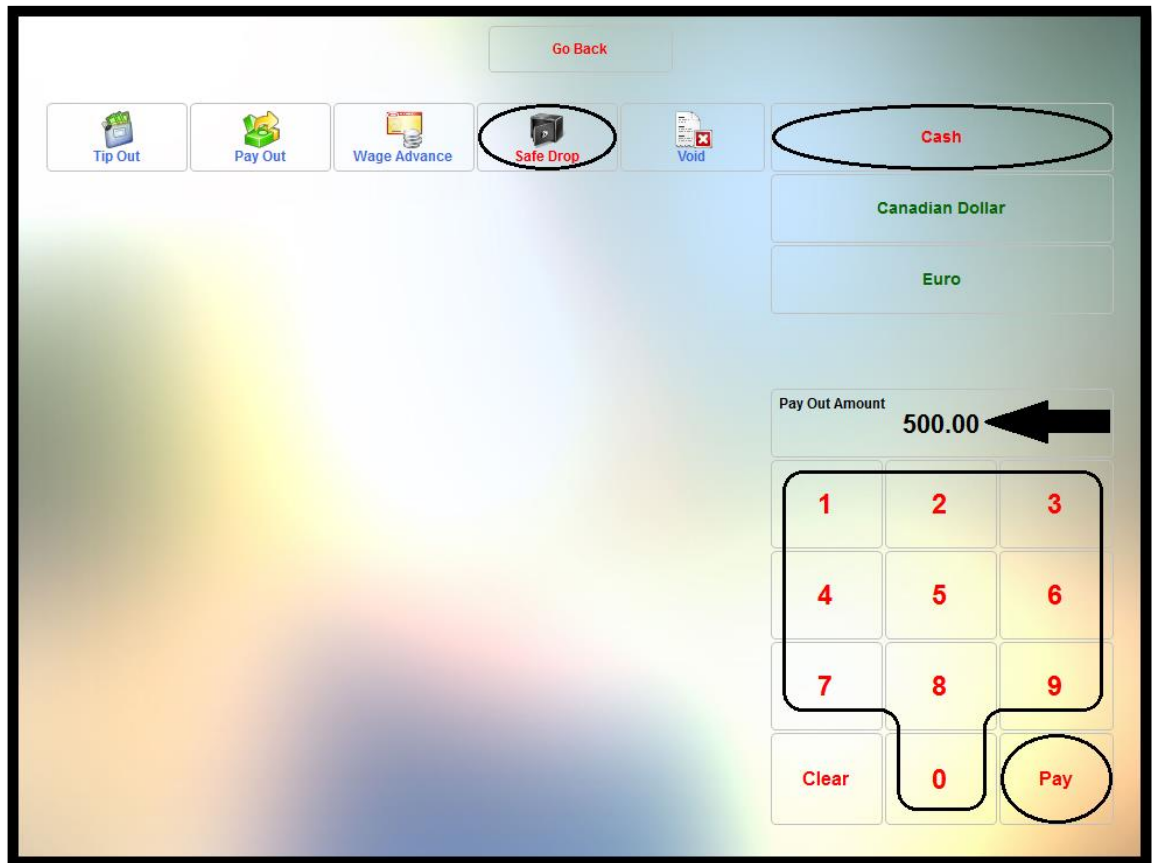 Go Back
Tip Out
Pay Out
Wage Advance
Safe Drop
Void
Cash
Canadian Dollar
Euro
Pay Out Amount
500.00
1 2 3
4 5 6
7 8 9
Clear 0 Pay